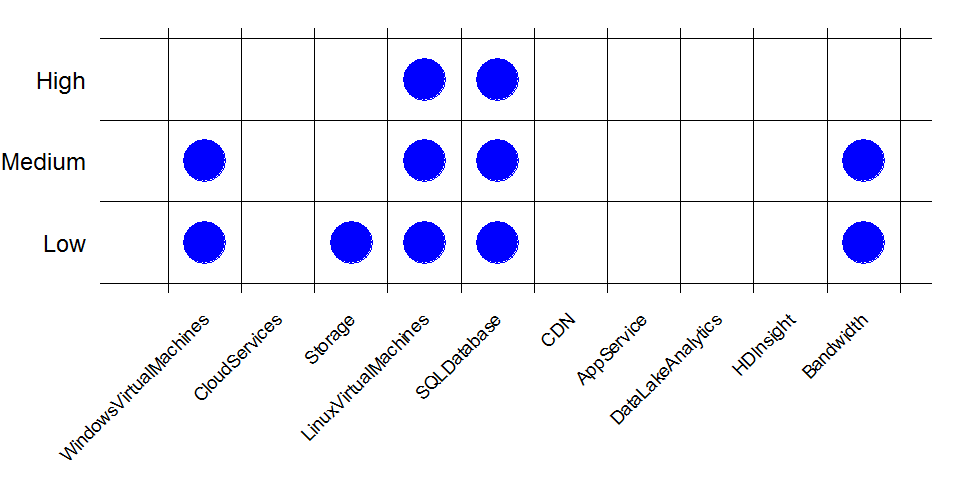 High
Medium
Low
WindowsVirtualMachines
CloudServices
Storage
LinuxVirtualMachines
SQLDatabase
CDN
AppService
DataLakeAnalytics
HDInsight
Bandwidth